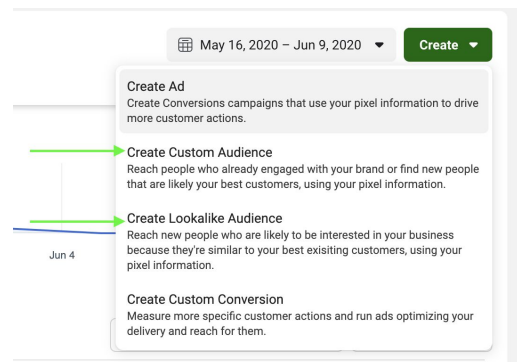 May 16, 2020 – Jun 9, 2020
Create
Create Ad
Create Conversions campaigns that use your pixel information to drive
more customer actions.
Create Custom Audience
Reach people who already engaged with your brand or find new people
that are likely your best customers, using your pixel information.
Create Lookalike Audience
Reach new people who are likely to be interested in your business
because they're similar to your best exisiting customers, using your
pixel information.
Jun 4
Create Custom Conversion
Measure more specific customer actions and run ads optimizing your
delivery and reach for them.